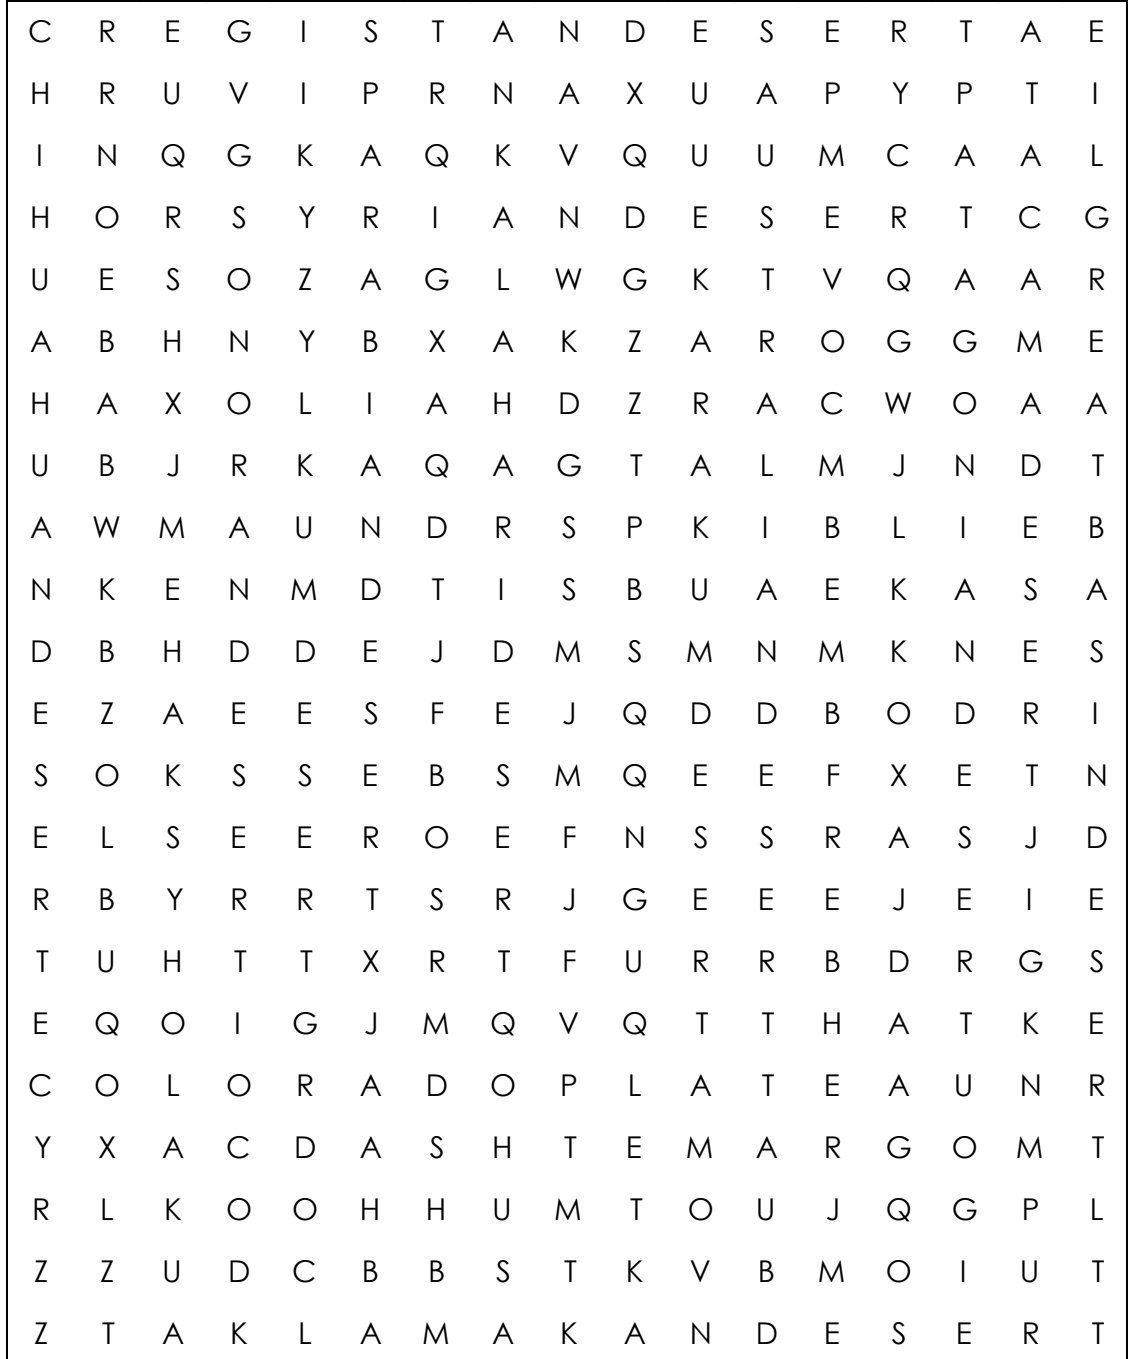 C R E G I S T A N D E S E R T A E
H R U V I P R N A X U A P Y P T I
I N Q G K A Q K V Q U U M C A A L
H O R S Y R I A N D E S E R T C G
U E S O Z A G L W G K T V Q A A R
A B H N Y B X A K Z A R O G G M E
H A X O L I A H D Z R A C W O A A
U B J R K A Q A G T A L M J N D T
A W M A U N D R S P K I B L I E B
N K E N M D T I S B U A E K A S A
D B H D D E J D M S M N M K N E S
E Z A E E S F E J Q D D B O D R I
S O K S S E B S M Q E E F X E T N
E L S E E R O E F N S S R A S J D
R B Y R R T S R J G E E E J E I E
T U H T T X R T F U R R B D R G S
E Q O I G J M Q V Q T T H A T K E
C O L O R A D O P L A T E A U N R
Y X A C D A S H T E M A R G O M T
R L K O O H H U M T O U J Q G P L
Z Z U D C B B S T K V B M O I U T
Z T A K L A M A K A N D E S E R T